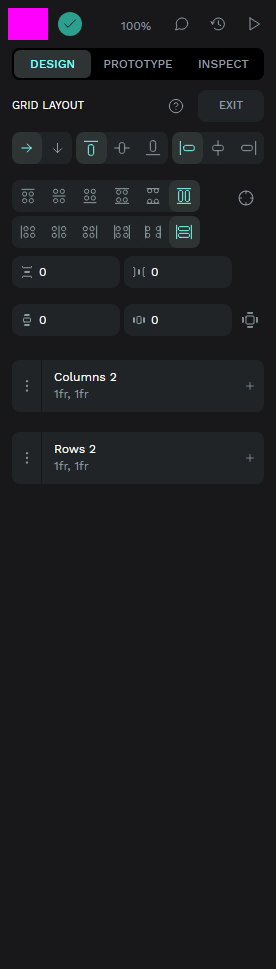 100%
DESIGN PROTOTYPE INSPECT
GRID LAYOUT ? EXIT
0 0
0 0
Columns 2
1fr, 1fr
Rows 2
1fr, 1fr